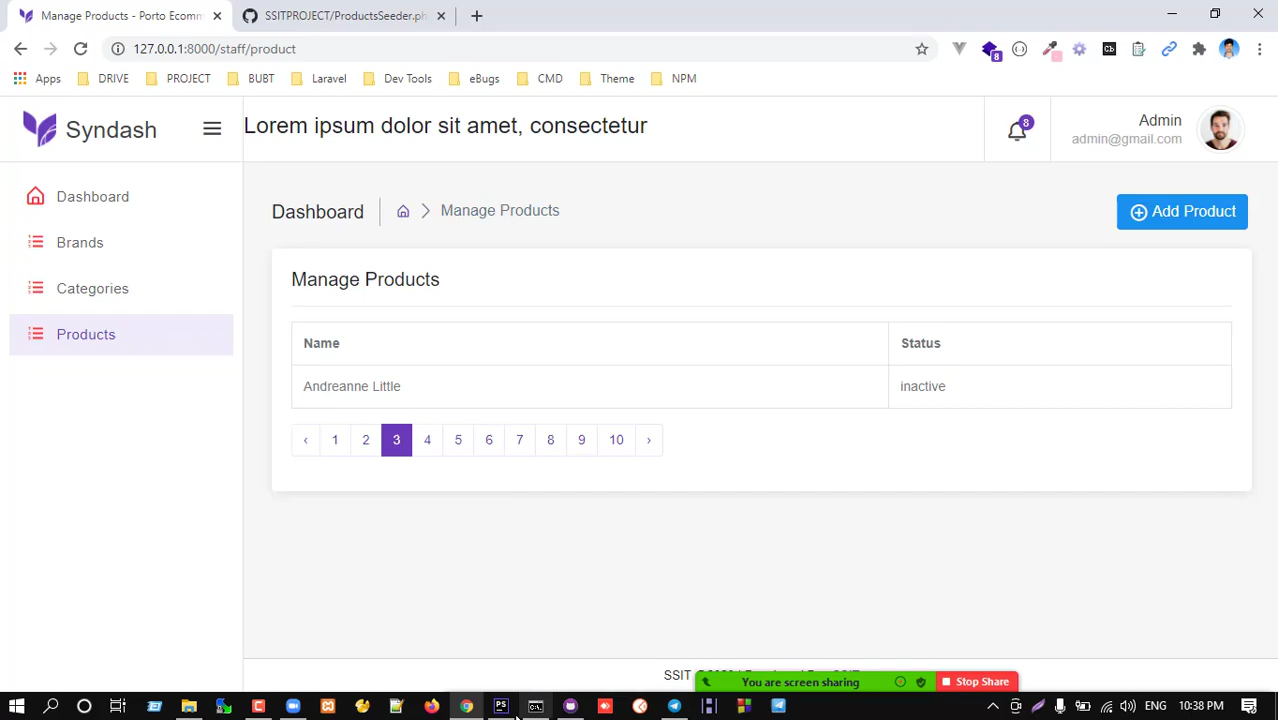 Manage Products - Porto Ecomm
SSITPROJECT/ProductsSeeder.ph
127.0.0.1:8000/staff/product
8
Cb
Apps
DRIVE
PROJECT
BUBT
Laravel
Dev Tools
eBugs
CMD
Theme
NPM
Syndash
Lorem ipsum dolor sit amet, consectetur
8
Admin
admin@gmail.com
Dashboard
Brands
Categories
Products
Dashboard
Manage Products
Add Product
Manage Products
Name
Status
Andreanne Little
inactive
‹ 1 2 3 4 5 6 7 8 9 10 ›
You are screen sharing
Stop Share
PS
ENG
10:38 PM